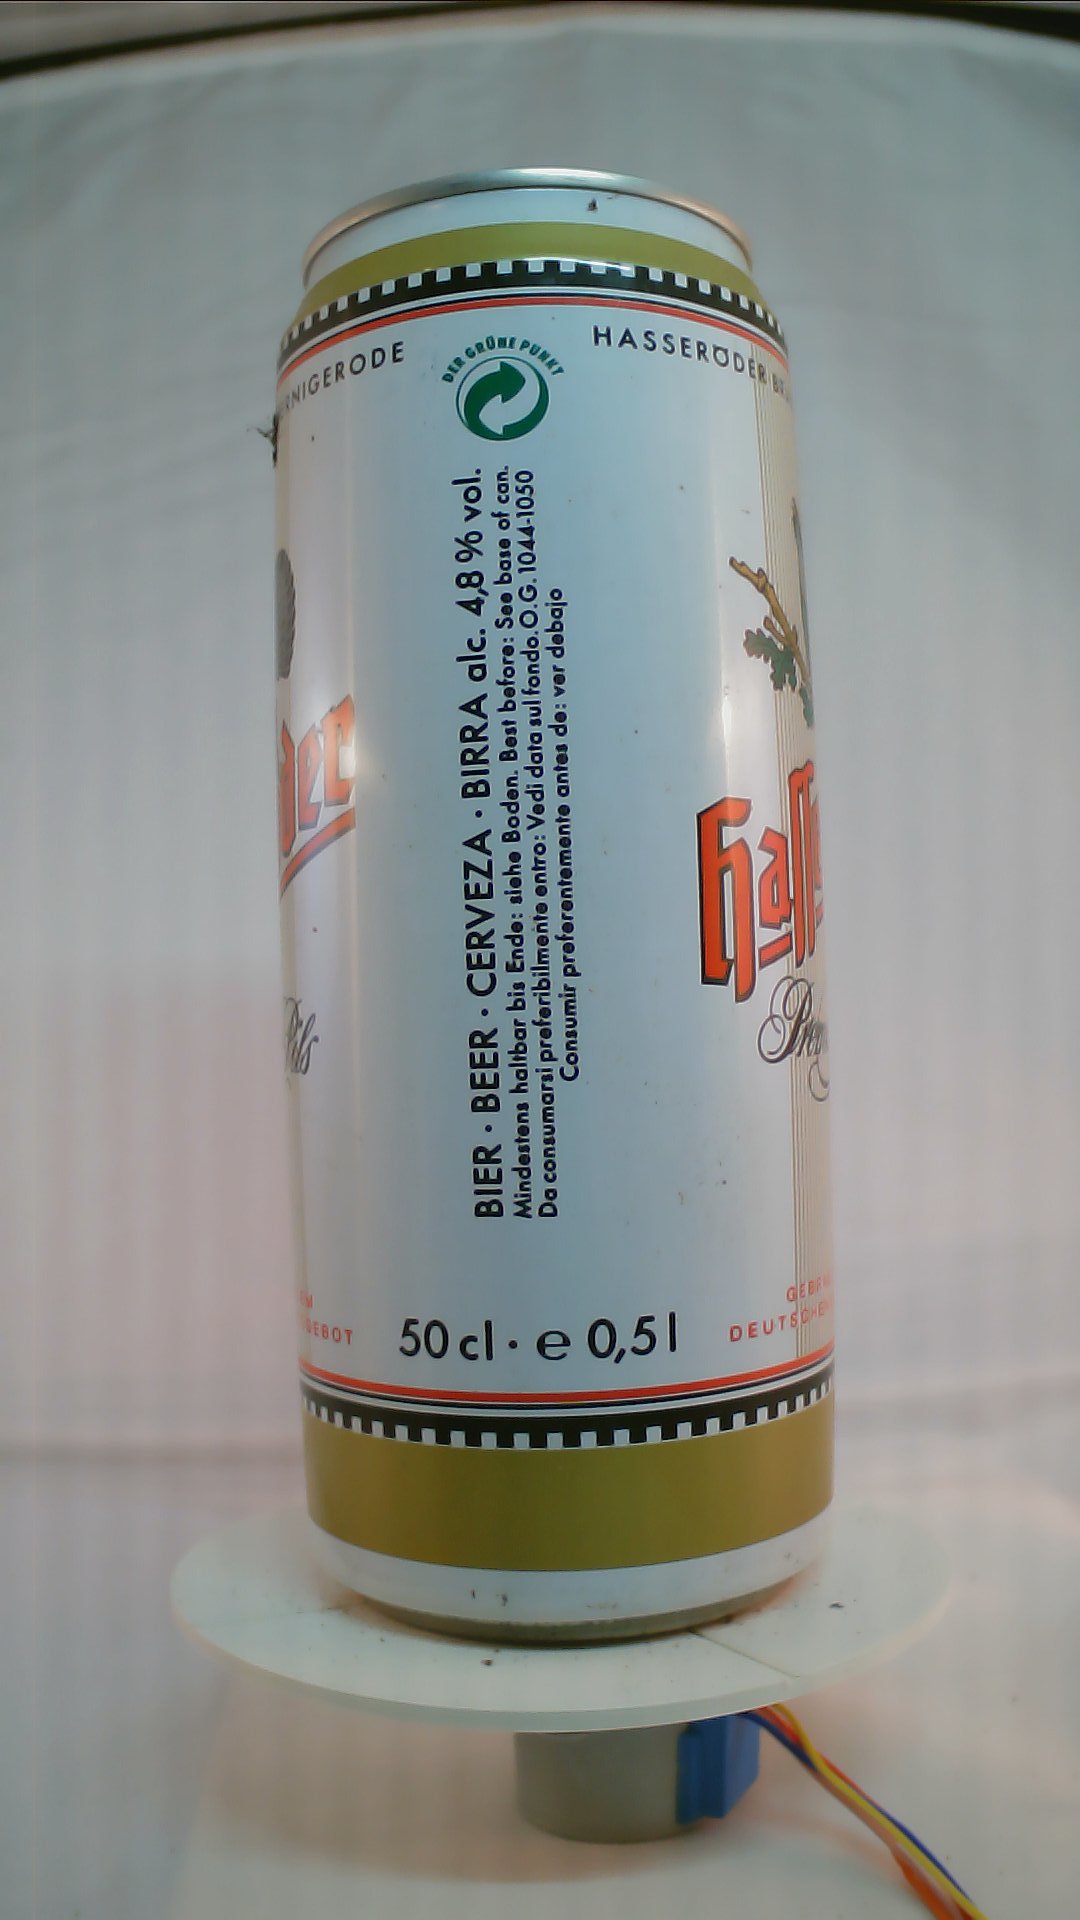 DER GRÜNE PUNKT
HASSERÖDER
BIER · BEER · CERVEZA · BIRRA alc. 4,8 % vol.
Mindestens haltbar bis Ende: siehe Boden. Best before: See base of can.
Da consumarsi preferibilmente entro: Vedi data sul fondo. O.G. 1044-1050
Consumir preferentemente antes de: ver debajo
Pils
50 cl · e 0,5 l